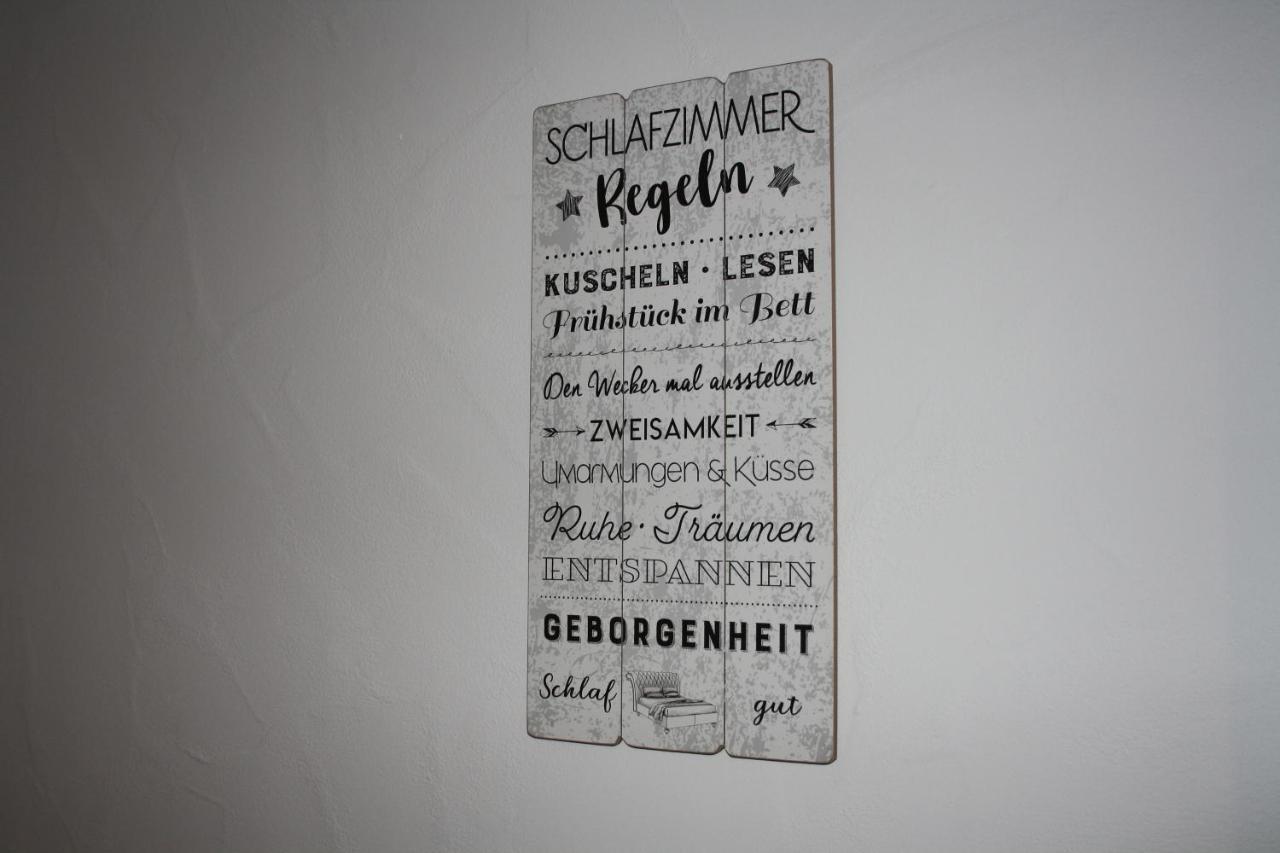 SCHLAFZIMMER
Regeln
KUSCHELN · LESEN
Frühstück im Bett
Den Wecker mal ausstellen
ZWEISAMKEIT
Umarmungen & Küsse
Ruhe · Träumen
ENTSPANNEN
GEBORGENHEIT
Schlaf gut